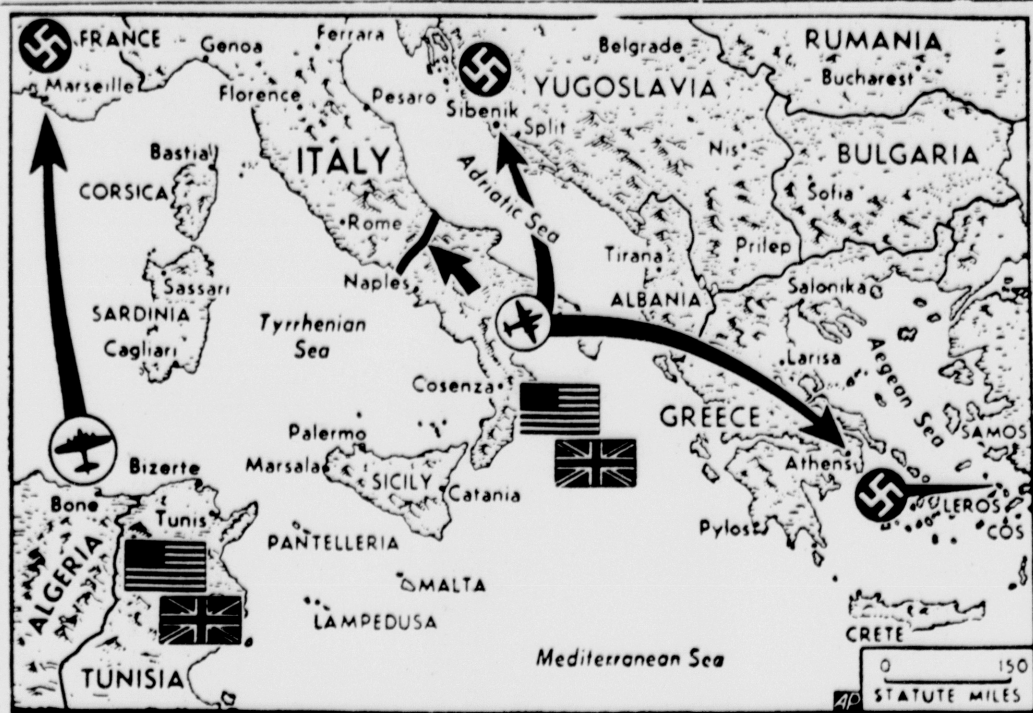 FRANCE
Marseille
Genoa
Ferrara
Florence
Pesaro
Bastia
CORSICA
ITALY
Rome
Naples
Sassari
SARDINIA
Cagliari
Tyrrhenian
Sea
Adriatic Sea
Belgrade
YUGOSLAVIA
Sibenik
Split
Nis
RUMANIA
Bucharest
BULGARIA
Sofia
Prilep
Tirana
ALBANIA
Salonika
Larisa
Aegean Sea
GREECE
Athens
SAMOS
LEROS
COS
Pylos
Cosenza
Palermo
Marsala
SICILY
Catania
Bizerte
Bone
Tunis
PANTELLERIA
MALTA
LAMPEDUSA
ALGERIA
TUNISIA
Mediterranean Sea
CRETE
0 150
STATUTE MILES
AP